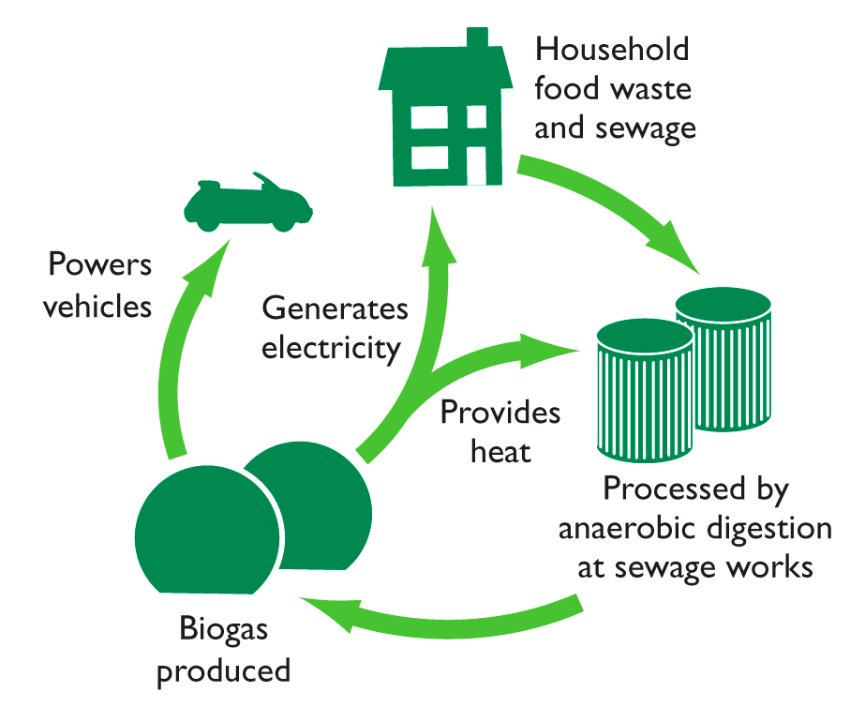 Household
food waste
and sewage
Powers
vehicles
Generates
electricity
Provides
heat
Processed by
anaerobic digestion
at sewage works
Biogas
produced